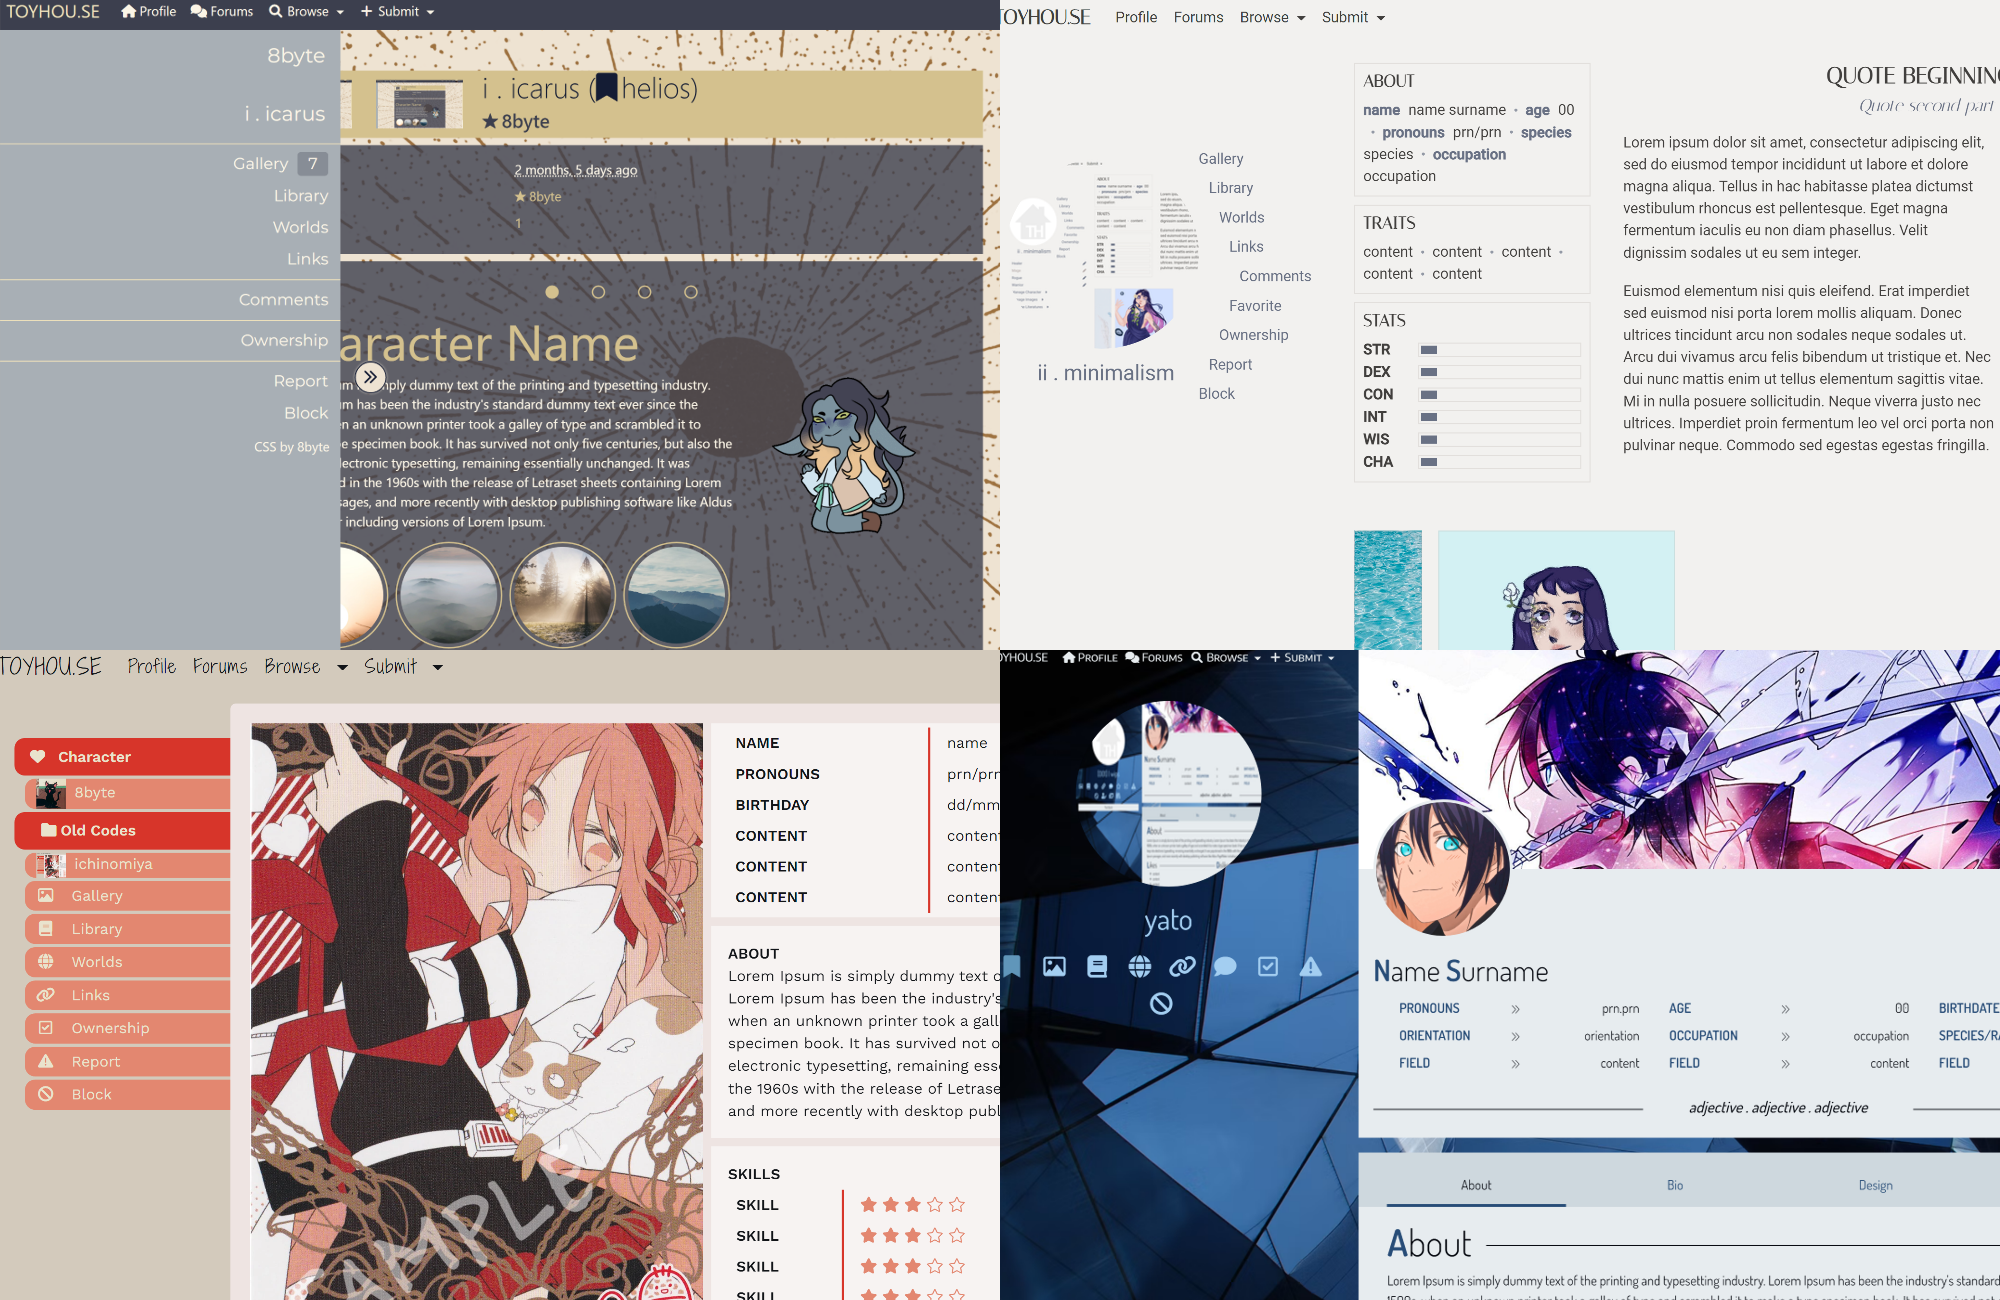 TOYHOU.SE Profile Forums Browse Submit
8byte
i . icarus
Gallery 7
Library
Worlds
Links
Comments
Ownership
Report
Block
CSS by 8byte
i . icarus (helios)
8byte
2 months, 5 days ago
8byte
1
aracter Name
mply dummy text of the printing and typesetting industry.
m has been the industry's standard dummy text ever since the
n an unknown printer took a galley of type and scrambled it to
e specimen book. It has survived not only five centuries, but also the
lectronic typesetting, remaining essentially unchanged. It was
d in the 1960s with the release of Letraset sheets containing Lorem
sages, and more recently with desktop publishing software like Aldus
r including versions of Lorem Ipsum.
TOYHOU.SE Profile Forums Browse Submit
Gallery
Library
Worlds
Links
Comments
Favorite
Ownership
Report
Block
ii . minimalism
ABOUT
name name surname • age 00
• pronouns prn/prn • species
species • occupation
occupation
TRAITS
content • content • content •
content • content
STATS
STR
DEX
CON
INT
WIS
CHA
QUOTE BEGINNING
Quote second part
Lorem ipsum dolor sit amet, consectetur adipiscing elit,
sed do eiusmod tempor incididunt ut labore et dolore
magna aliqua. Tellus in hac habitasse platea dictumst
vestibulum rhoncus est pellentesque. Eget magna
fermentum iaculis eu non diam phasellus. Velit
dignissim sodales ut eu sem integer.
Euismod elementum nisi quis eleifend. Erat imperdiet
sed euismod nisi porta lorem mollis aliquam. Donec
ultrices tincidunt arcu non sodales neque sodales ut.
Arcu dui vivamus arcu felis bibendum ut tristique et. Nec
dui nunc mattis enim ut tellus elementum sagittis vitae.
Mi in nulla posuere sollicitudin. Neque viverra justo nec
ultrices. Imperdiet proin fermentum leo vel orci porta non
pulvinar neque. Commodo sed egestas egestas fringilla.
TOYHOU.SE Profile Forums Browse Submit
Character
8byte
Old Codes
ichinomiya
Gallery
Library
Worlds
Links
Ownership
Report
Block
SAMPLE
NAME name
PRONOUNS prn/prn
BIRTHDAY dd/mm
CONTENT content
CONTENT content
CONTENT content
ABOUT
Lorem Ipsum is simply dummy text o
Lorem Ipsum has been the industry's
when an unknown printer took a gall
specimen book. It has survived not o
electronic typesetting, remaining ess
the 1960s with the release of Letrase
and more recently with desktop publ
SKILLS
SKILL
SKILL
SKILL
SKILL
OYHOU.SE Profile Forums Browse Submit
yato
Name Surname
PRONOUNS » prn.prn AGE » 00 BIRTHDATE
ORIENTATION » orientation OCCUPATION » occupation SPECIES/RA
FIELD » content FIELD » content FIELD
adjective . adjective . adjective
About Bio Design
About
Lorem Ipsum is simply dummy text of the printing and typesetting industry. Lorem Ipsum has been the industry's standard